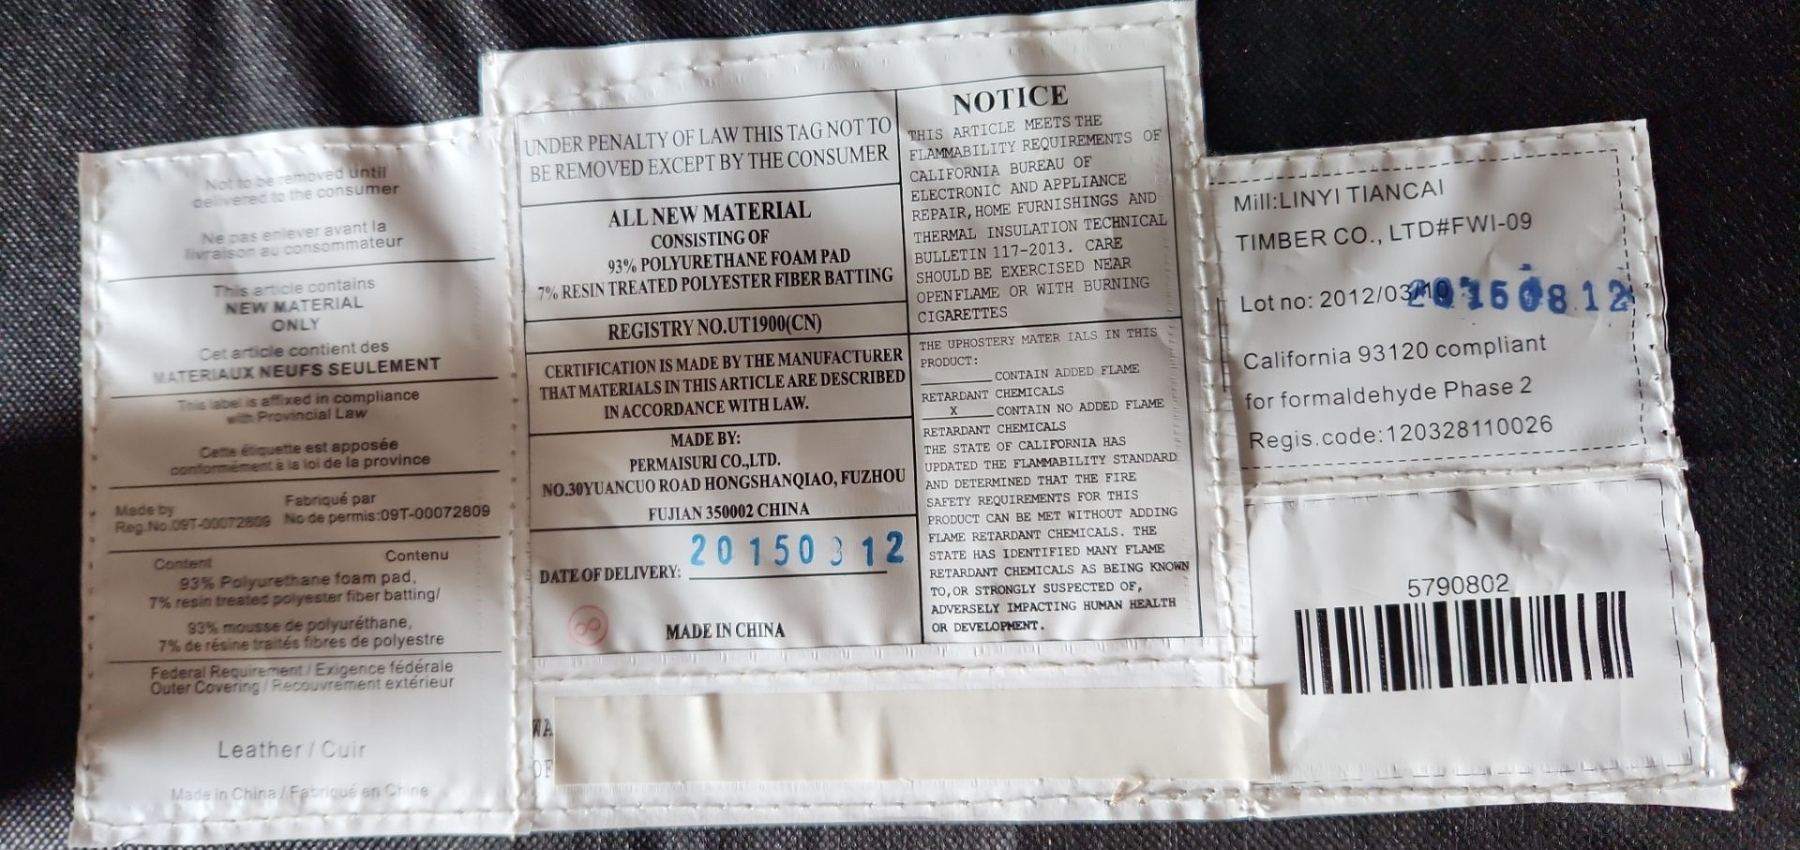 Not to be removed until
delivered to the consumer
Ne pas enlever avant la
livraison au consommateur
This article contains
NEW MATERIAL
ONLY
Cet article contient des
MATERIAUX NEUFS SEULEMENT
This label is affixed in compliance
with Provincial Law
Cette étiquette est apposée
conformément à la loi de la province
Made by
Reg.No.09T-00072809
Fabriqué par
No de permis:09T-00072809
Content Contenu
93% Polyurethane foam pad,
7% resin treated polyester fiber batting/
93% mousse de polyuréthane,
7% de résine traités fibres de polyestre
Federal Requirement / Exigence fédérale
Outer Covering / Recouvrement extérieur
Leather / Cuir
Made in China / Fabriqué en Chine
UNDER PENALTY OF LAW THIS TAG NOT TO
BE REMOVED EXCEPT BY THE CONSUMER
ALL NEW MATERIAL
CONSISTING OF
93% POLYURETHANE FOAM PAD
7% RESIN TREATED POLYESTER FIBER BATTING
REGISTRY NO.UT1900(CN)
CERTIFICATION IS MADE BY THE MANUFACTURER
THAT MATERIALS IN THIS ARTICLE ARE DESCRIBED
IN ACCORDANCE WITH LAW.
MADE BY:
PERMAISURI CO.,LTD.
NO.30YUANCUO ROAD HONGSHANQIAO, FUZHOU
FUJIAN 350002 CHINA
DATE OF DELIVERY:
MADE IN CHINA
NOTICE
THIS ARTICLE MEETS THE
FLAMMABILITY REQUIREMENTS OF
CALIFORNIA BUREAU OF
ELECTRONIC AND APPLIANCE
REPAIR, HOME FURNISHINGS AND
THERMAL INSULATION TECHNICAL
BULLETIN 117-2013. CARE
SHOULD BE EXERCISED NEAR
OPEN FLAME OR WITH BURNING
CIGARETTES
THE UPHOSTERY MATER IALS IN THIS
PRODUCT:
CONTAIN ADDED FLAME
RETARDANT CHEMICALS
X CONTAIN NO ADDED FLAME
RETARDANT CHEMICALS
THE STATE OF CALIFORNIA HAS
UPDATED THE FLAMMABILITY STANDARD
AND DETERMINED THAT THE FIRE
SAFETY REQUIREMENTS FOR THIS
PRODUCT CAN BE MET WITHOUT ADDING
FLAME RETARDANT CHEMICALS. THE
STATE HAS IDENTIFIED MANY FLAME
RETARDANT CHEMICALS AS BEING KNOWN
TO, OR STRONGLY SUSPECTED OF,
ADVERSELY IMPACTING HUMAN HEALTH
OR DEVELOPMENT.
WA
OF
Mill:LINYI TIANCAI
TIMBER CO., LTD#FWI-09
Lot no: 2012/03/10
California 93120 compliant
for formaldehyde Phase 2
Regis.code:120328110026
5790802